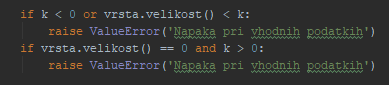 if k < 0 or vrsta.velikost() < k:
    raise ValueError('Napaka pri vhodnih podatkih')
if vrsta.velikost() == 0 and k > 0:
    raise ValueError('Napaka pri vhodnih podatkih')